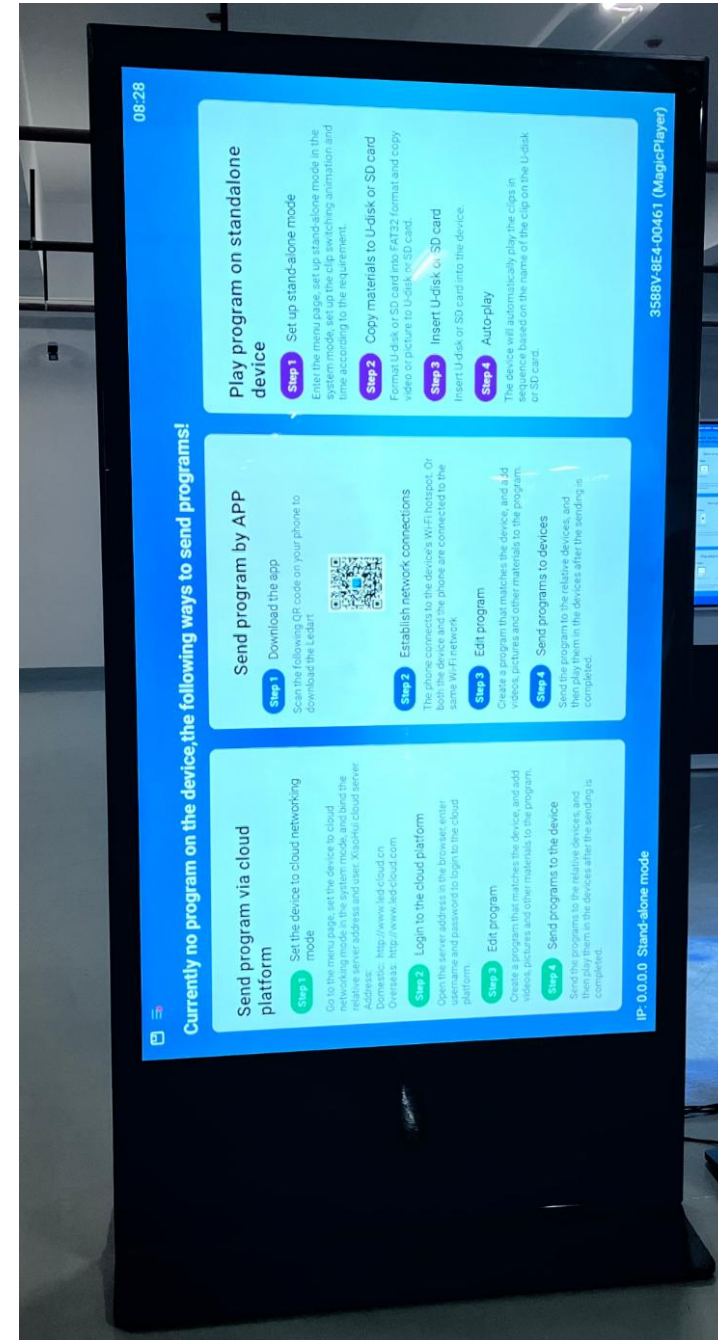 08:28
Currently no program on the device,the following ways to send programs!
Send program via cloud
platform
Step 1 Set the device to cloud networking
mode
Go to the menu page, set the device to cloud
networking mode in the system mode, and bind the
relative server address and user. XiaoHui cloud server
Address:
Domestic: http://www.led-cloud.cn
Overseas: http://www.led-cloud.com
Step 2 Login to the cloud platform
Open the server address in the browser, enter
username and password to login to the cloud
platform.
Step 3 Edit program
Create a program that matches the device, and add
videos, pictures and other materials to the program.
Step 4 Send programs to the device
Send the programs to the relative devices, and
then play them in the devices after the sending is
completed.
Send program by APP
Step 1 Download the app
Scan the following QR code on your phone to
download the Ledart
Step 2 Establish network connections
The phone connects to the device's Wi-Fi hotspot. Or
both the device and the phone are connected to the
same Wi-Fi network
Step 3 Edit program
Create a program that matches the device, and add
videos, pictures and other materials to the program.
Step 4 Send programs to devices
Send the program to the relative devices, and
then play them in the devices after the sending is
completed.
Play program on standalone
device
Step 1 Set up stand-alone mode
Enter the menu page, set up stand-alone mode in the
system mode, set up the clip switching animation and
time according to the requirement.
Step 2 Copy materials to U-disk or SD card
Format U-disk or SD card into FAT32 format and copy
video or picture to U-disk or SD card.
Step 3 Insert U-disk or SD card
Insert U-disk or SD card into the device.
Step 4 Auto-play
The device will automatically play the clips in
sequence based on the name of the clip on the U-disk
or SD card.
IP: 0.0.0.0 Stand-alone mode
3588V-8E4-00461 (MagicPlayer)